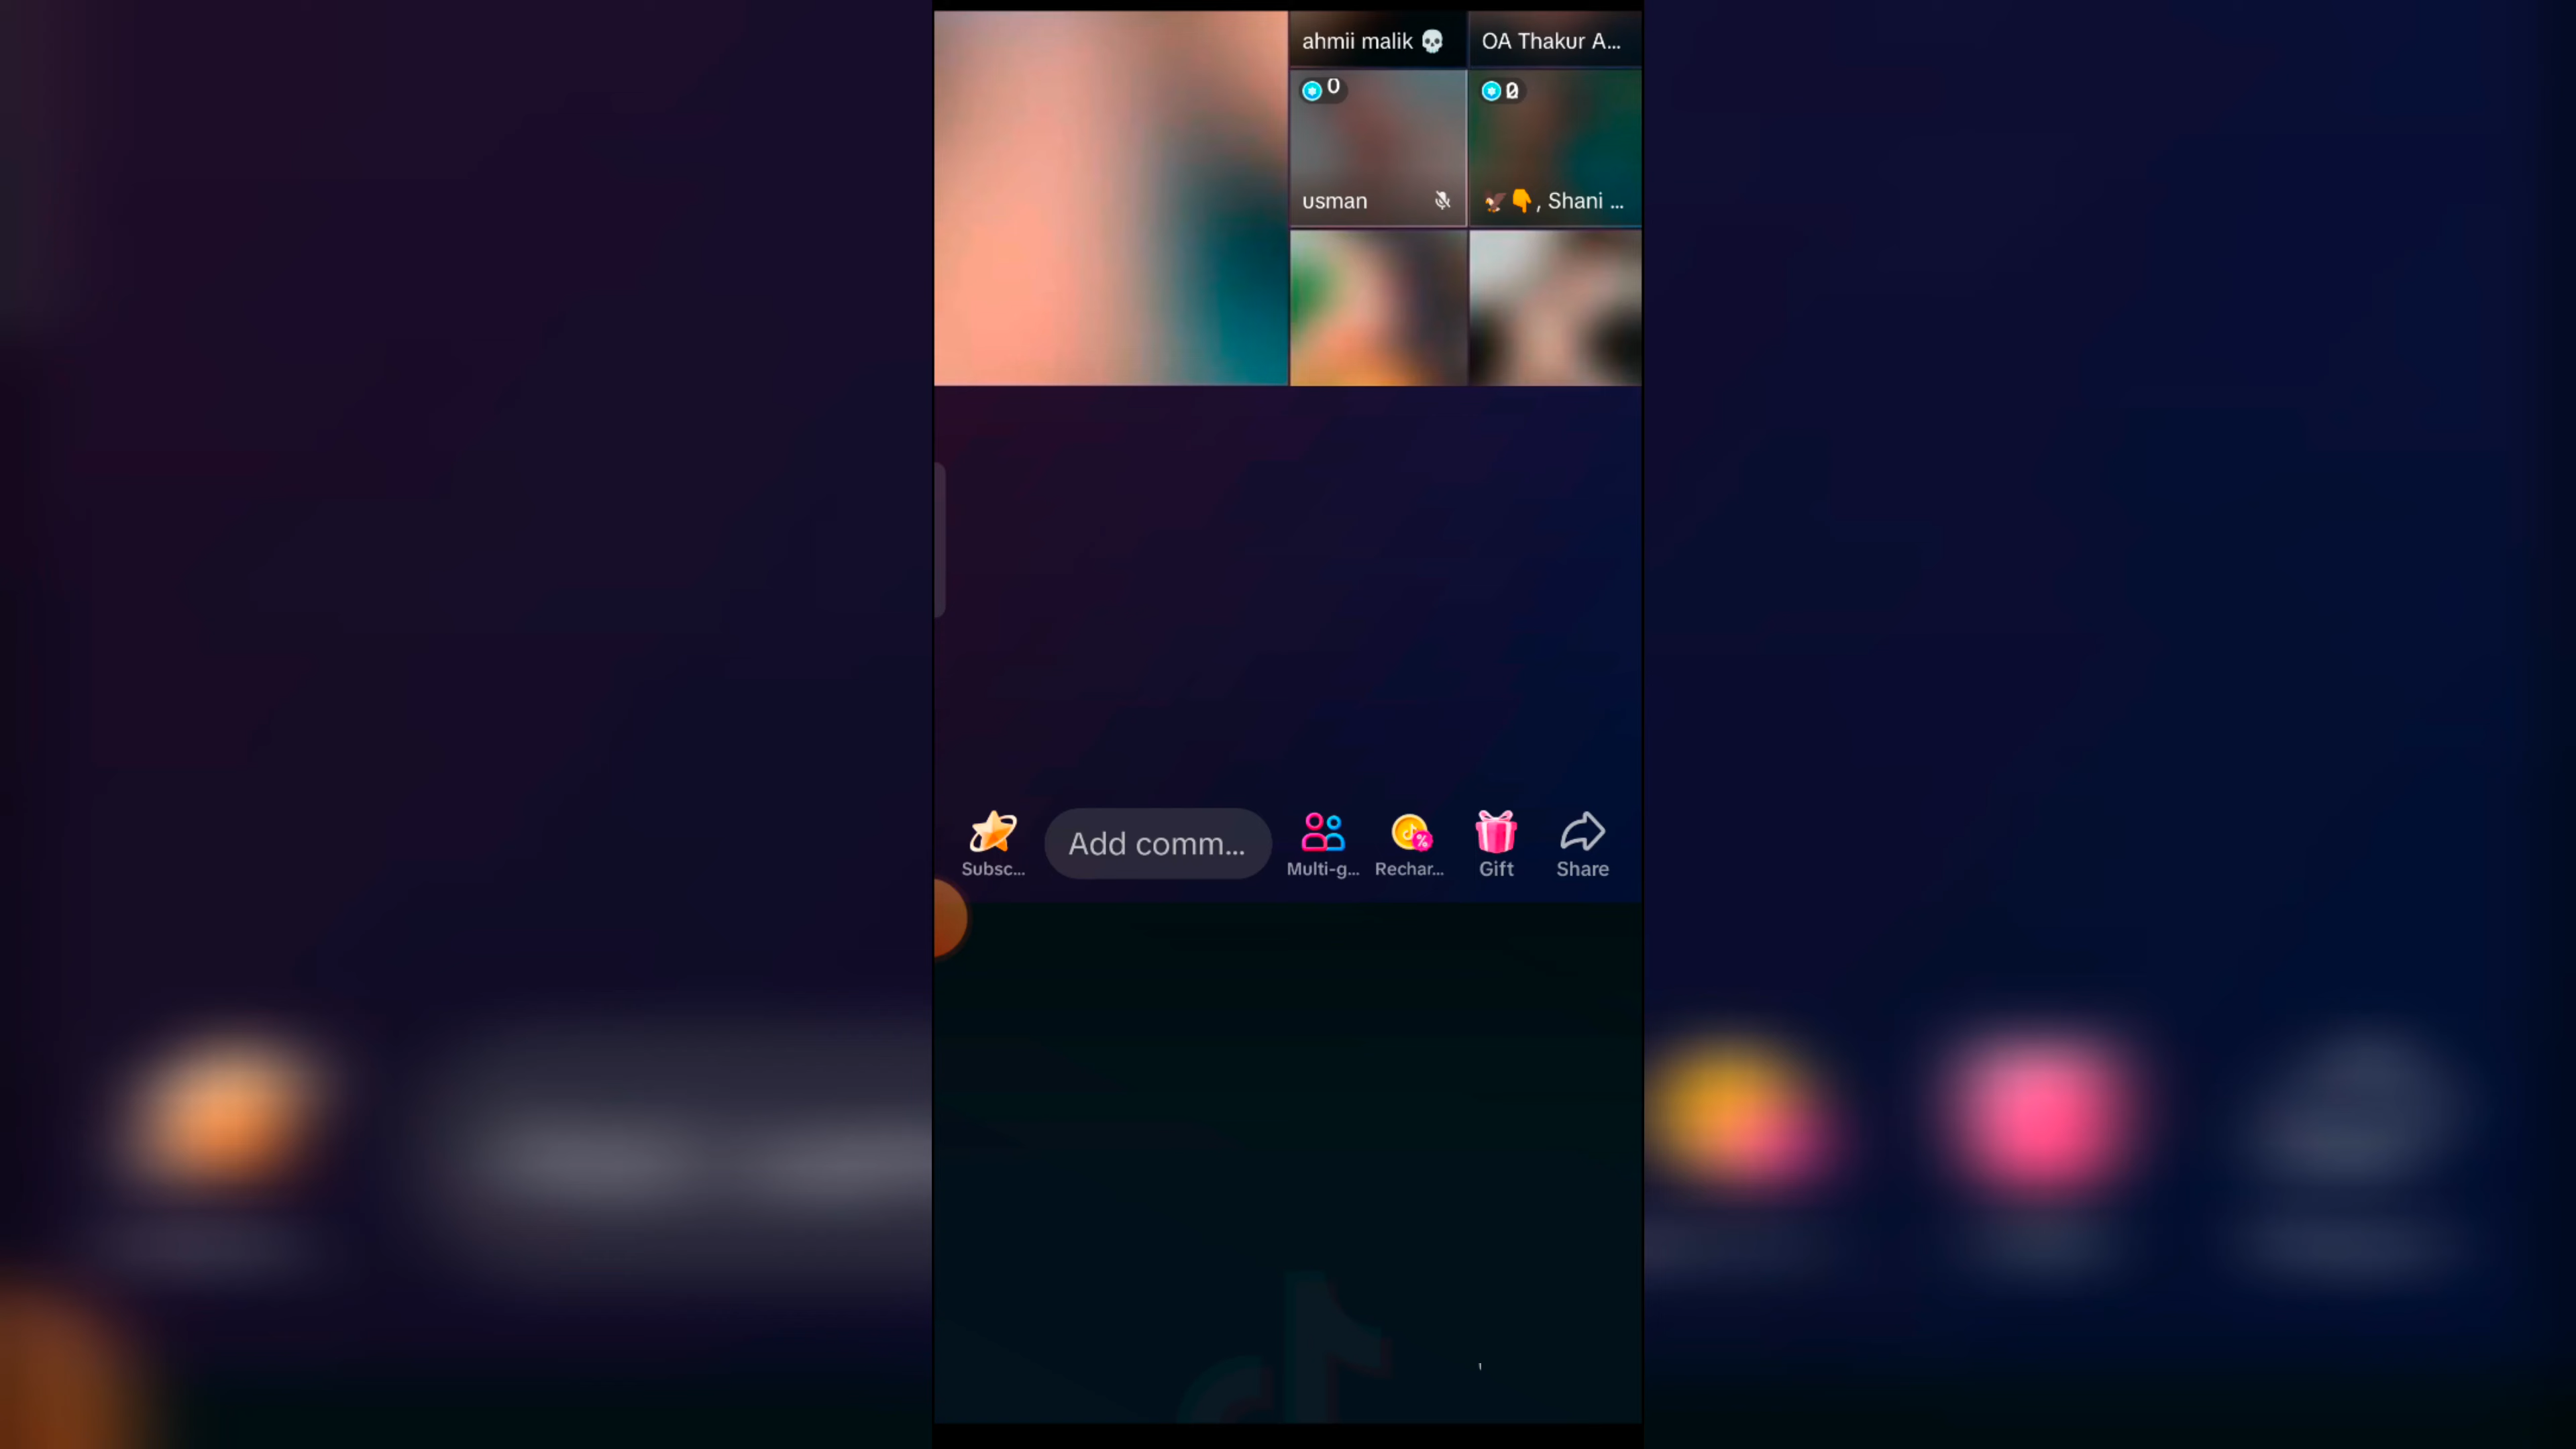 ahmii malik 💀
OA Thakur A...
0
0
usman
🦅👇, Shani ...
Add comm...
Subsc...
Multi-g...
Rechar...
Gift
Share